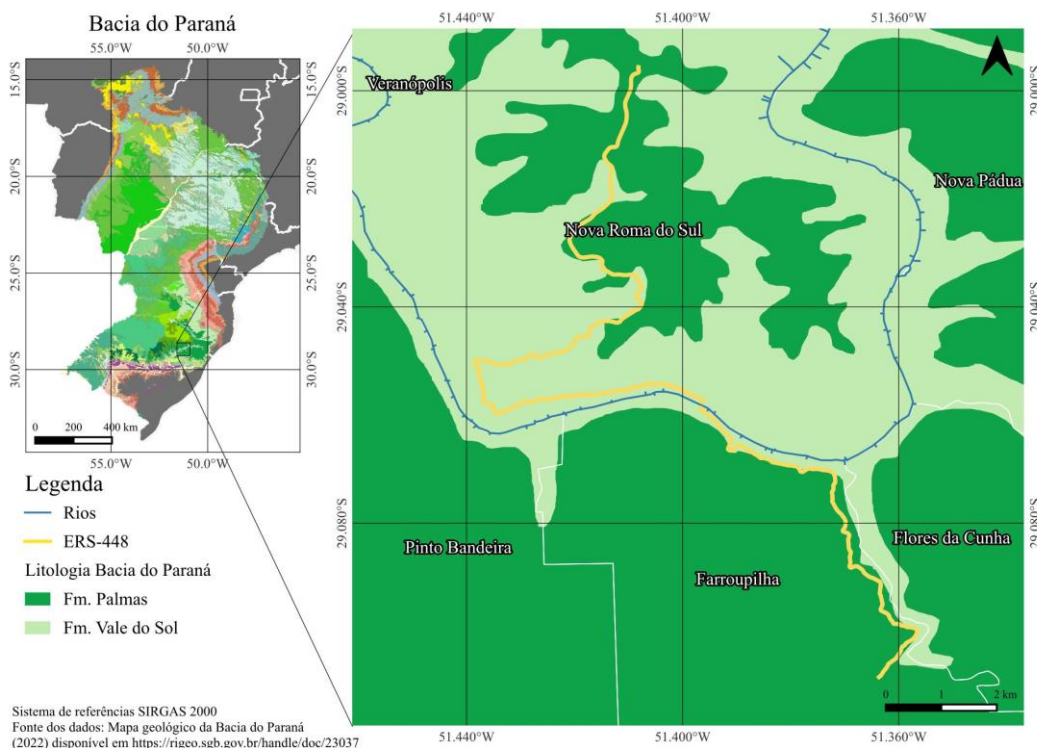 Bacia do Paraná
55.0°W 50.0°W
15.0°S 15.0°S
20.0°S 20.0°S
25.0°S 25.0°S
30.0°S 30.0°S
0 200 400 km
55.0°W 50.0°W
Legenda
Rios
ERS-448
Litologia Bacia do Paraná
Fm. Palmas
Fm. Vale do Sol
Sistema de referências SIRGAS 2000
Fonte dos dados: Mapa geológico da Bacia do Paraná
(2022) disponível em https://rigeo.sgb.gov.br/handle/doc/23037
51.440°W 51.400°W 51.360°W
Veranópolis
29.000°S 29.000°S
Nova Pádua
Nova Roma do Sul
29.040°S 29.040°S
29.080°S 29.080°S
Pinto Bandeira
Flores da Cunha
Farroupilha
0 1 2 km
51.440°W 51.400°W 51.360°W